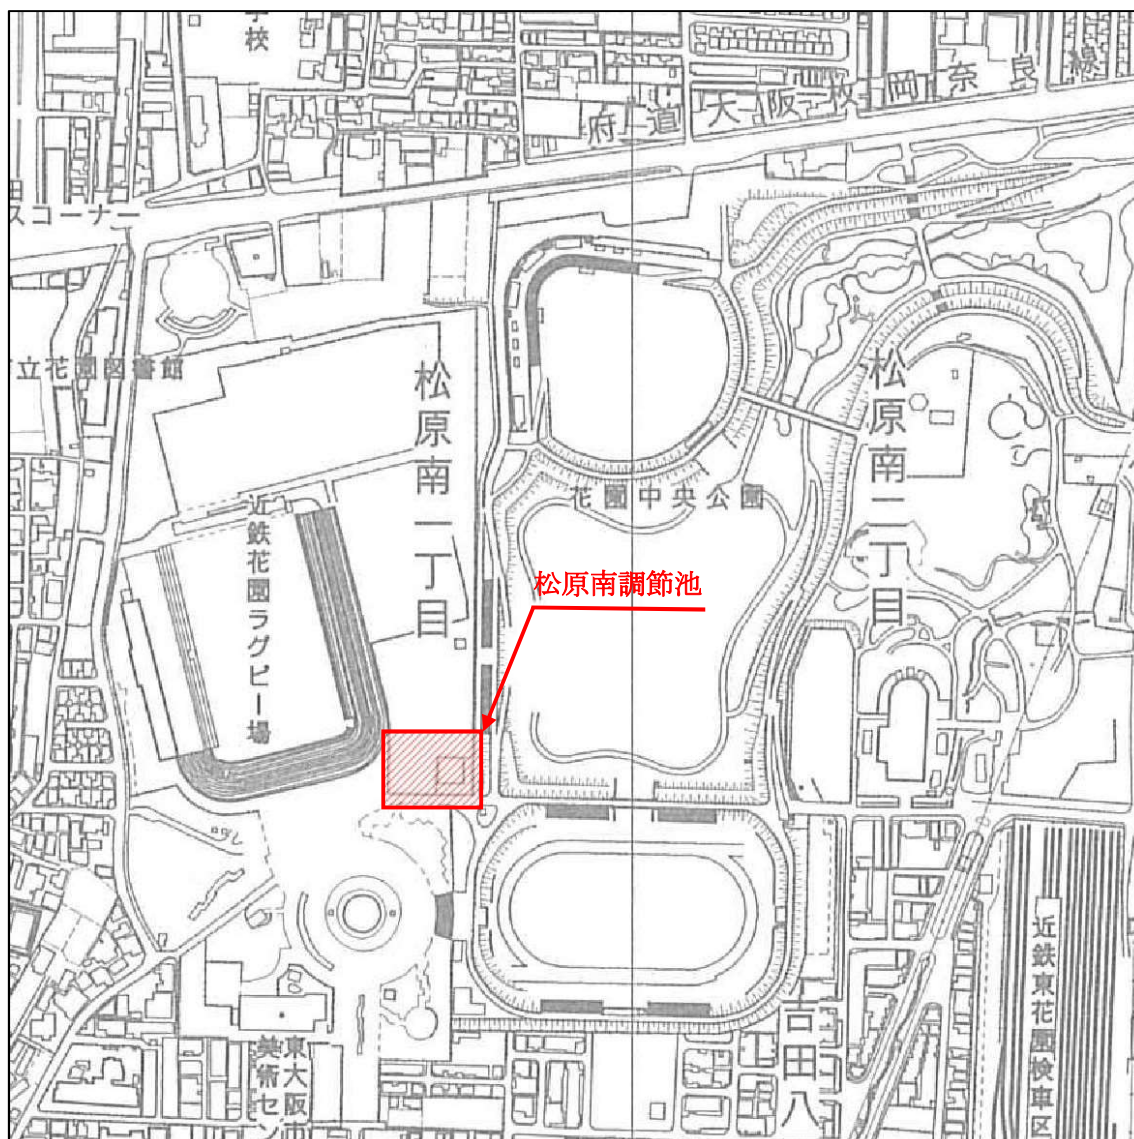 学校
府道大阪枚岡奈良線
スコーナー
立花園図書館
松原南一丁目
松原南二丁目
花園中央公園
近鉄花園ラグビー場
松原南調節池
吉田八
近鉄東花園検車区
東大阪市
美術セン